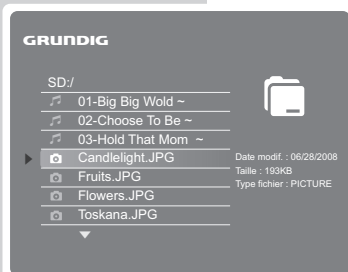 GRUNDIG
SD:/
01-Big Big Wold ~
02-Choose To Be ~
03-Hold That Mom ~
Candlelight.JPG
Fruits.JPG
Flowers.JPG
Toskana.JPG
Date modif. : 06/28/2008
Taille : 193KB
Type fichier : PICTURE